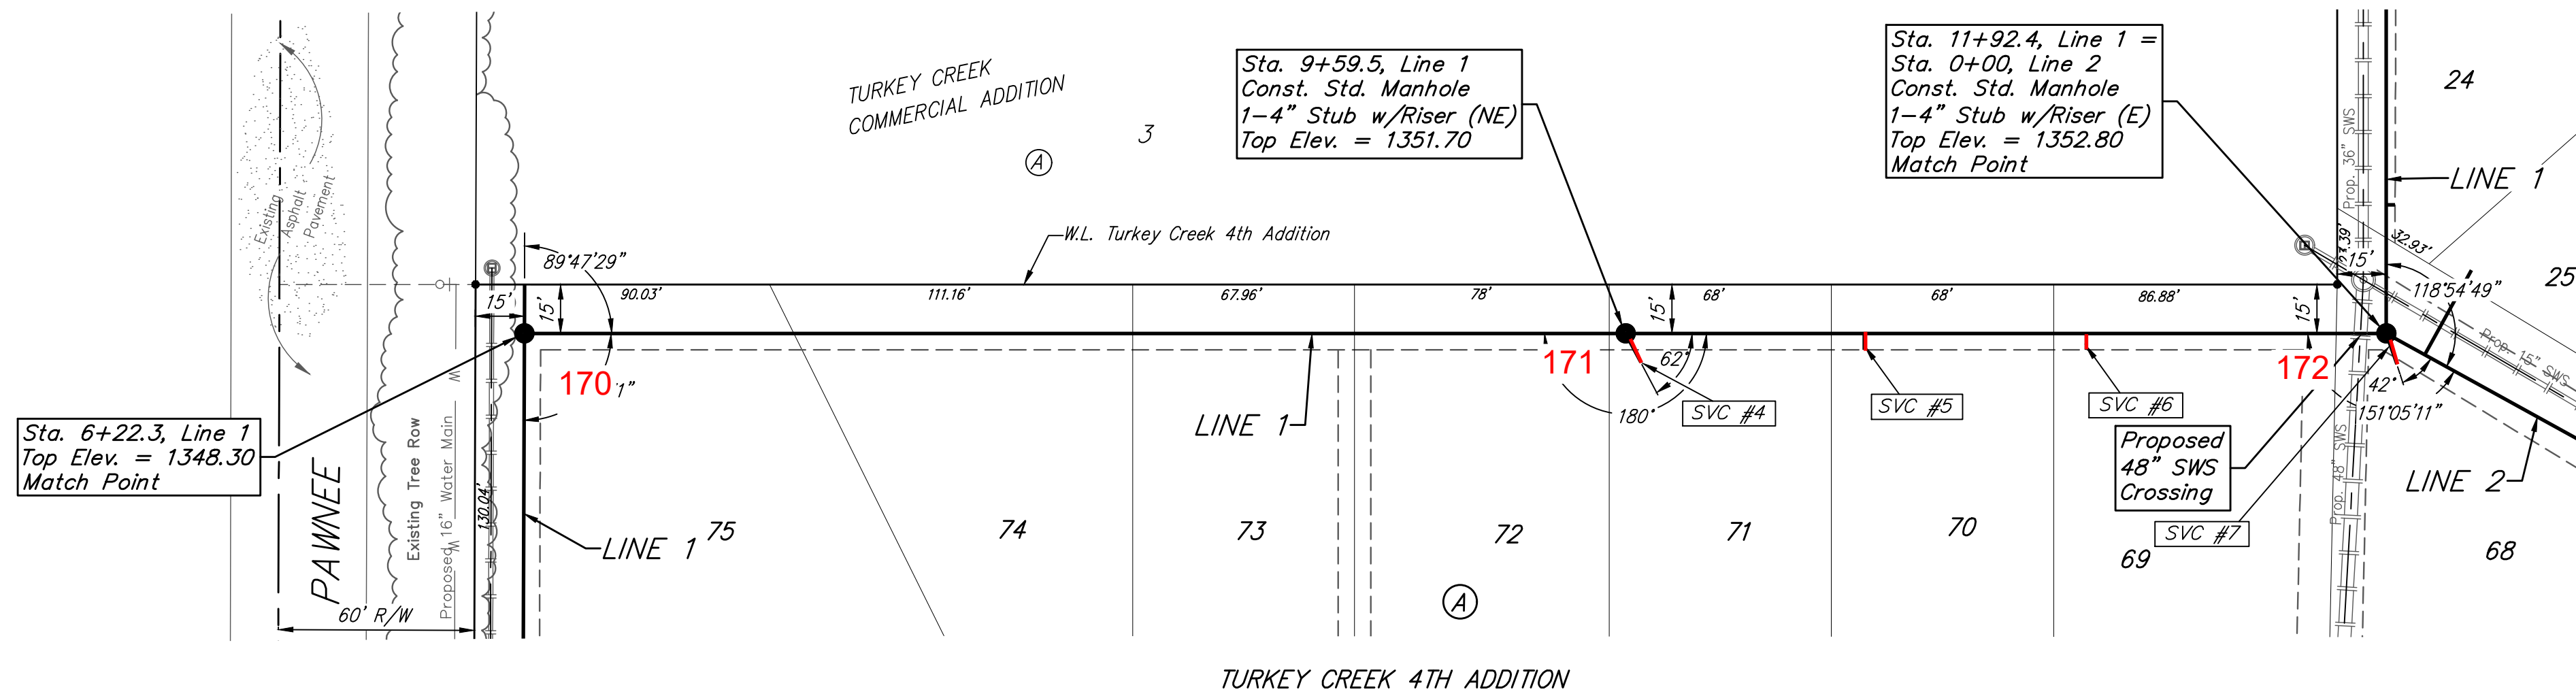 TURKEY CREEK
COMMERCIAL ADDITION
3
A
Sta. 9+59.5, Line 1
Const. Std. Manhole
1-4" Stub w/Riser (NE)
Top Elev. = 1351.70
Sta. 11+92.4, Line 1 =
Sta. 0+00, Line 2
Const. Std. Manhole
1-4" Stub w/Riser (E)
Top Elev. = 1352.80
Match Point
24
Prop. 36" SWS
LINE 1
Existing
Asphalt
Pavement
W.L. Turkey Creek 4th Addition
89°47'29"
32.93'
15'
25
118°54'49"
15'
15'
90.03'
111.16'
67.96'
78'
15'
68'
68'
86.88'
15'
Prop. 15" SWS
170
1"
171
62°
180°
172
42°
151°05'11"
SVC #4
SVC #5
SVC #6
LINE 1
Sta. 6+22.3, Line 1
Top Elev. = 1348.30
Match Point
Proposed
48" SWS
Crossing
Prop. 48" SWS
LINE 2
SVC #7
PAWNEE
Existing Tree Row
Proposed 16" Water Main
W
W
130.04'
LINE 1
75
74
73
72
71
70
69
68
A
60' R/W
TURKEY CREEK 4TH ADDITION